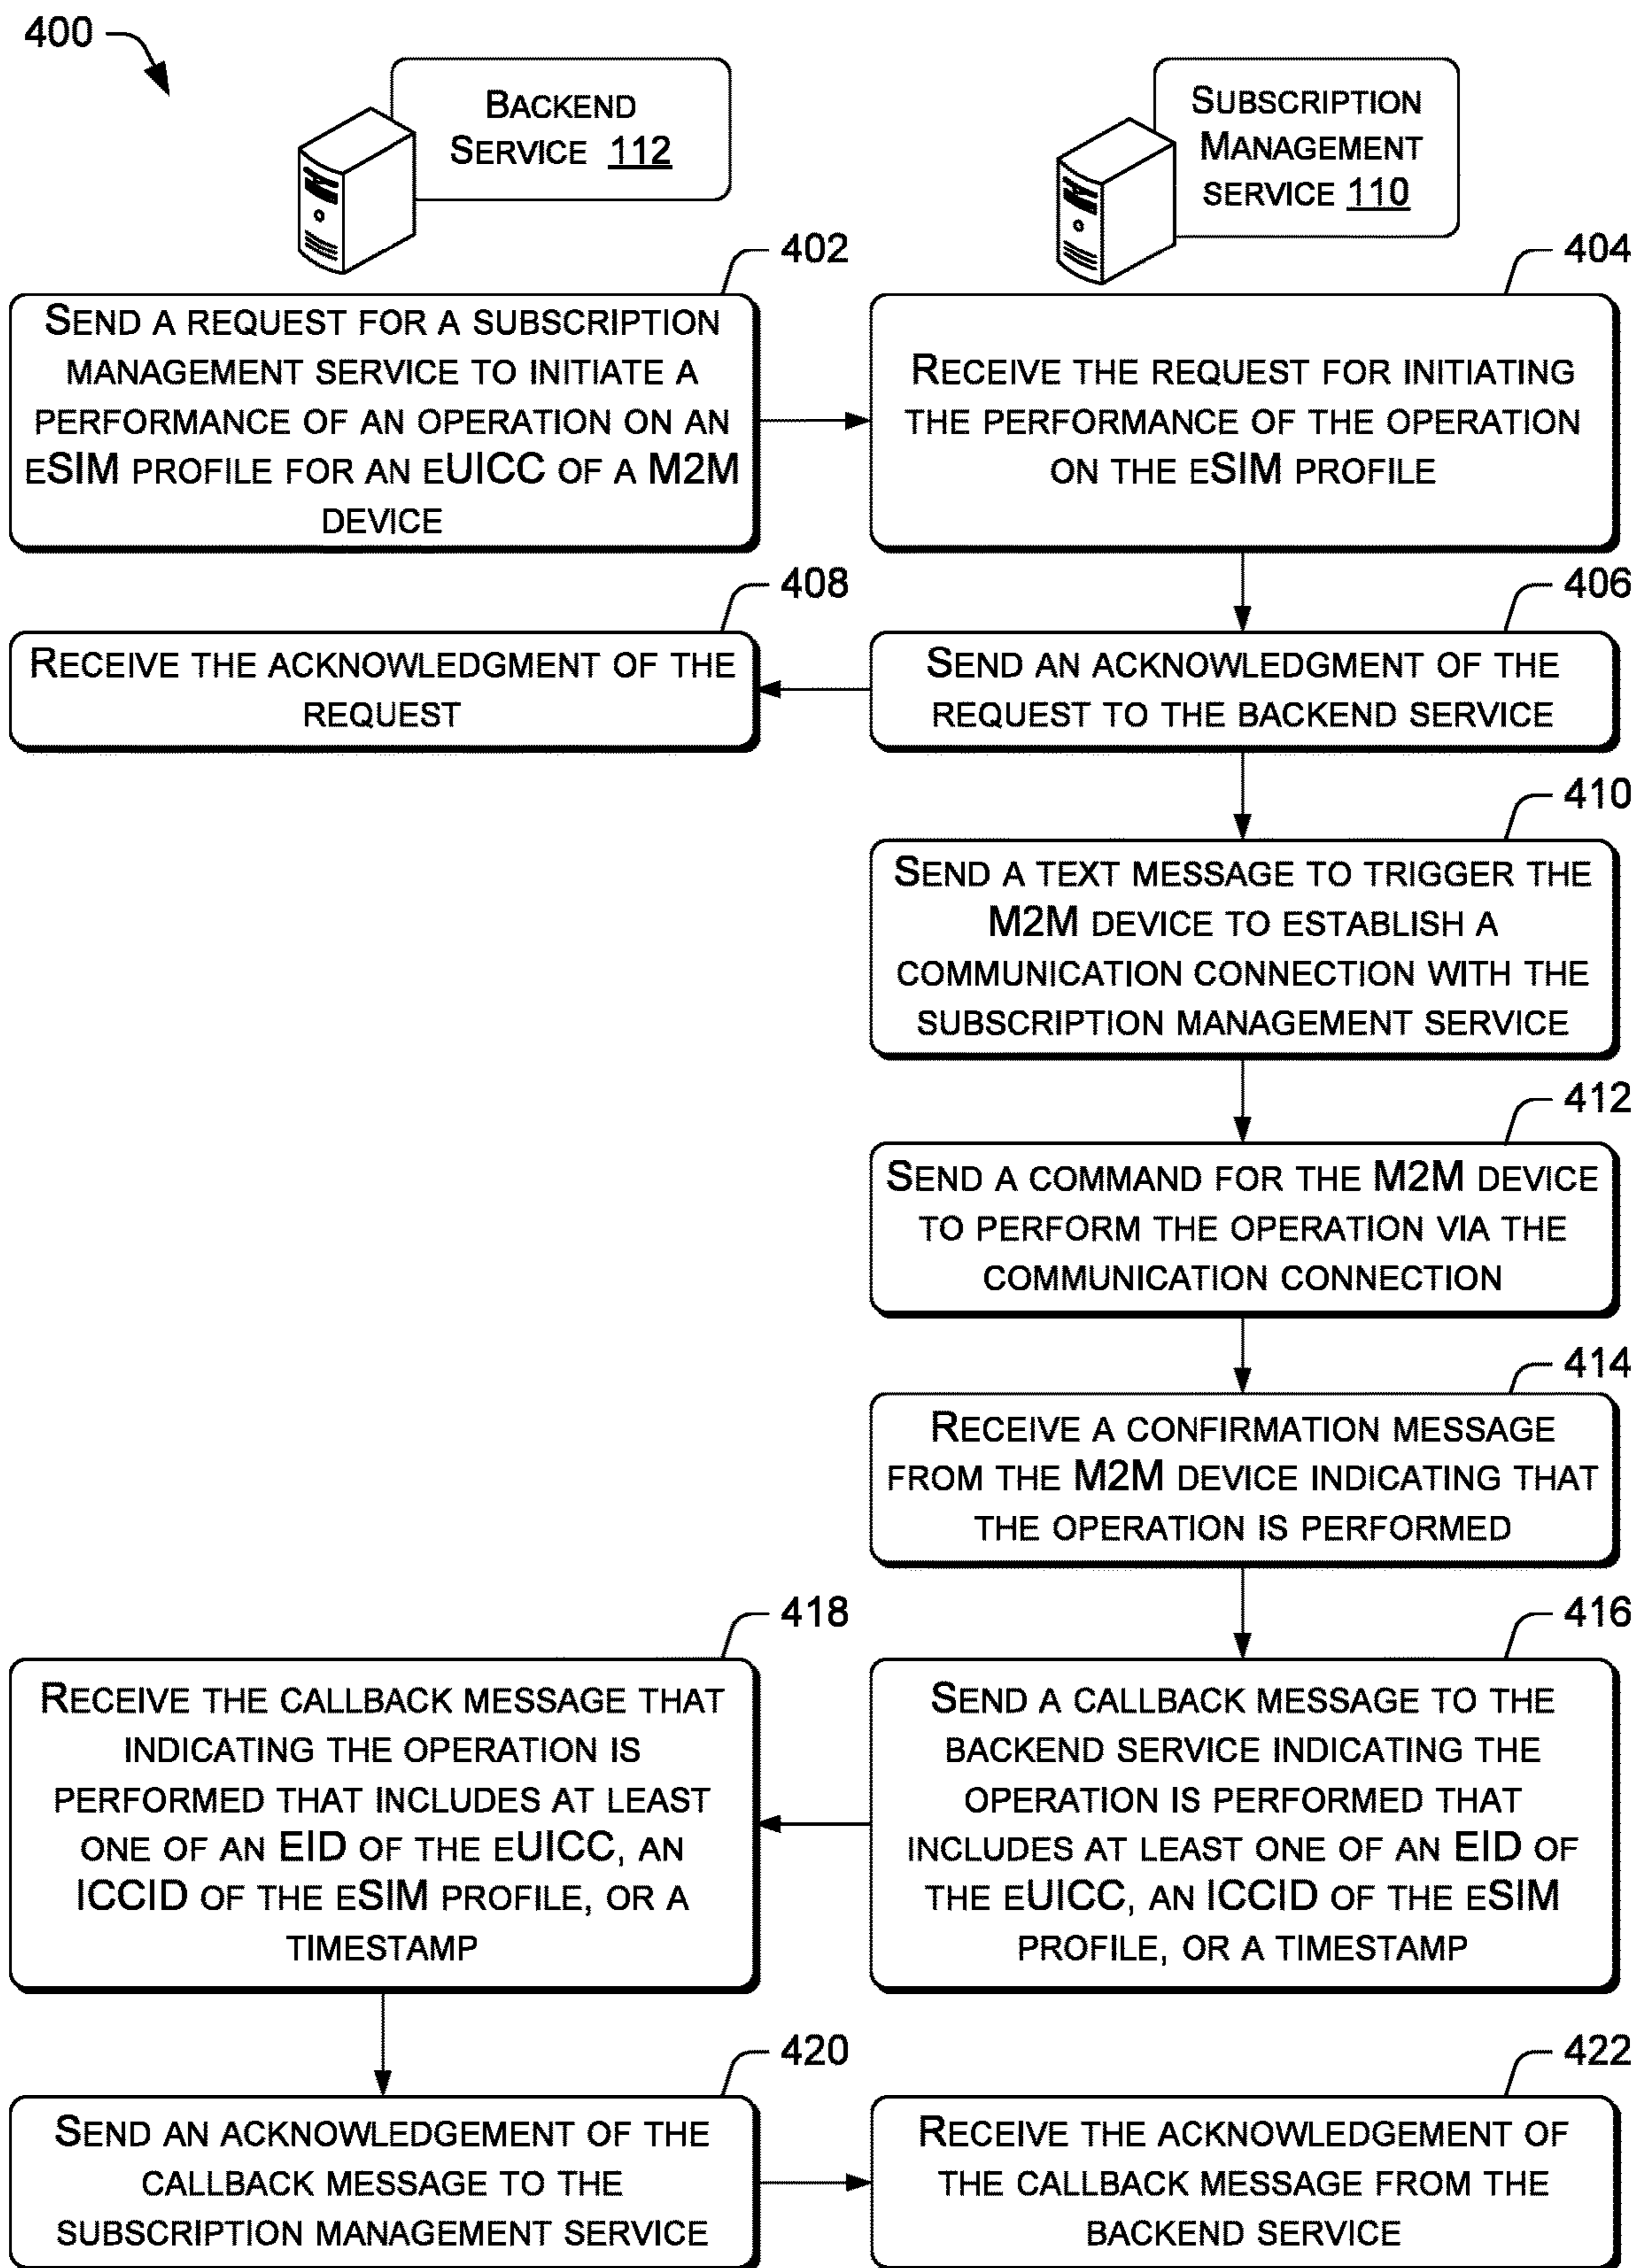 400
BACKEND
SERVICE 112
SUBSCRIPTION
MANAGEMENT
SERVICE 110
402
SEND A REQUEST FOR A SUBSCRIPTION
MANAGEMENT SERVICE TO INITIATE A
PERFORMANCE OF AN OPERATION ON AN
eSIM PROFILE FOR AN eUICC OF A M2M
DEVICE
404
RECEIVE THE REQUEST FOR INITIATING
THE PERFORMANCE OF THE OPERATION
ON THE eSIM PROFILE
408
RECEIVE THE ACKNOWLEDGMENT OF THE
REQUEST
406
SEND AN ACKNOWLEDGMENT OF THE
REQUEST TO THE BACKEND SERVICE
410
SEND A TEXT MESSAGE TO TRIGGER THE
M2M DEVICE TO ESTABLISH A
COMMUNICATION CONNECTION WITH THE
SUBSCRIPTION MANAGEMENT SERVICE
412
SEND A COMMAND FOR THE M2M DEVICE
TO PERFORM THE OPERATION VIA THE
COMMUNICATION CONNECTION
414
RECEIVE A CONFIRMATION MESSAGE
FROM THE M2M DEVICE INDICATING THAT
THE OPERATION IS PERFORMED
416
SEND A CALLBACK MESSAGE TO THE
BACKEND SERVICE INDICATING THE
OPERATION IS PERFORMED THAT
INCLUDES AT LEAST ONE OF AN EID OF
THE eUICC, AN ICCID OF THE eSIM
PROFILE, OR A TIMESTAMP
418
RECEIVE THE CALLBACK MESSAGE THAT
INDICATING THE OPERATION IS
PERFORMED THAT INCLUDES AT LEAST
ONE OF AN EID OF THE eUICC, AN
ICCID OF THE eSIM PROFILE, OR A
TIMESTAMP
420
SEND AN ACKNOWLEDGEMENT OF THE
CALLBACK MESSAGE TO THE
SUBSCRIPTION MANAGEMENT SERVICE
422
RECEIVE THE ACKNOWLEDGEMENT OF
THE CALLBACK MESSAGE FROM THE
BACKEND SERVICE